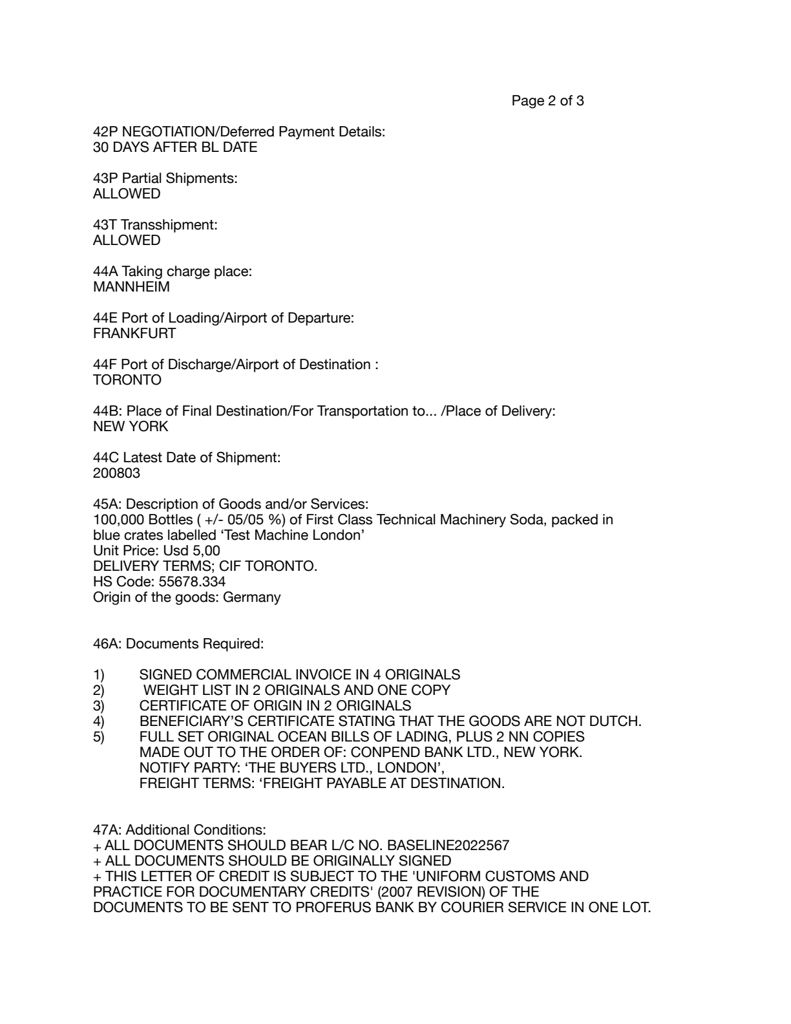 Page 2 of 3
42P NEGOTIATION/Deferred Payment Details:
30 DAYS AFTER BL DATE
43P Partial Shipments:
ALLOWED
43T Transshipment:
ALLOWED
44A Taking charge place:
MANNHEIM
44E Port of Loading/Airport of Departure:
FRANKFURT
44F Port of Discharge/Airport of Destination :
TORONTO
44B: Place of Final Destination/For Transportation to... /Place of Delivery:
NEW YORK
44C Latest Date of Shipment:
200803
45A: Description of Goods and/or Services:
100,000 Bottles ( +/- 05/05 %) of First Class Technical Machinery Soda, packed in
blue crates labelled ‘Test Machine London’
Unit Price: Usd 5,00
DELIVERY TERMS; CIF TORONTO.
HS Code: 55678.334
Origin of the goods: Germany
46A: Documents Required:
1) SIGNED COMMERCIAL INVOICE IN 4 ORIGINALS
2) WEIGHT LIST IN 2 ORIGINALS AND ONE COPY
3) CERTIFICATE OF ORIGIN IN 2 ORIGINALS
4) BENEFICIARY’S CERTIFICATE STATING THAT THE GOODS ARE NOT DUTCH.
5) FULL SET ORIGINAL OCEAN BILLS OF LADING, PLUS 2 NN COPIES
MADE OUT TO THE ORDER OF: CONPEND BANK LTD., NEW YORK.
NOTIFY PARTY: ‘THE BUYERS LTD., LONDON’,
FREIGHT TERMS: ‘FREIGHT PAYABLE AT DESTINATION.
47A: Additional Conditions:
+ ALL DOCUMENTS SHOULD BEAR L/C NO. BASELINE2022567
+ ALL DOCUMENTS SHOULD BE ORIGINALLY SIGNED
+ THIS LETTER OF CREDIT IS SUBJECT TO THE 'UNIFORM CUSTOMS AND
PRACTICE FOR DOCUMENTARY CREDITS' (2007 REVISION) OF THE
DOCUMENTS TO BE SENT TO PROFERUS BANK BY COURIER SERVICE IN ONE LOT.